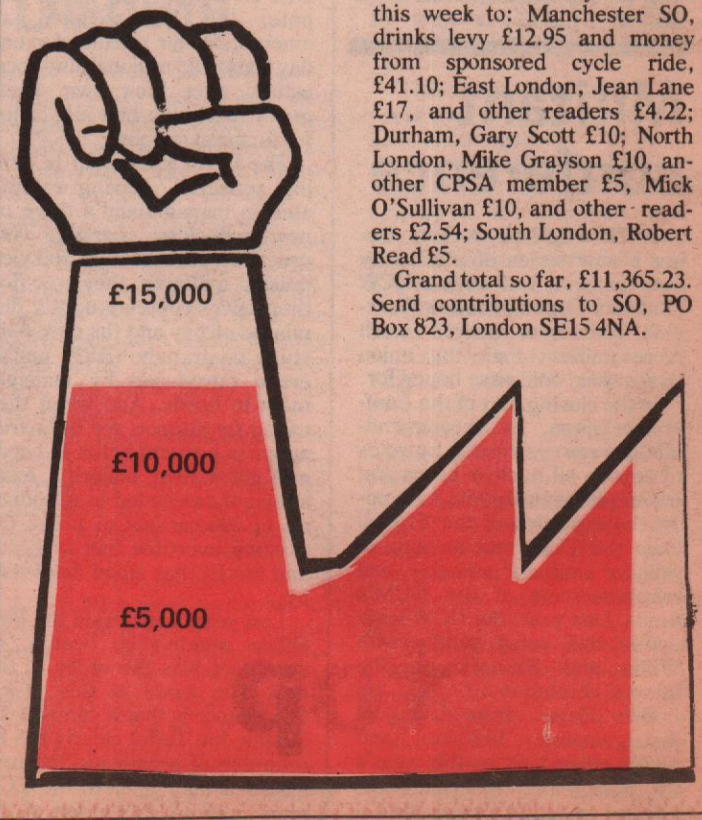 this week to: Manchester SO,
drinks levy £12.95 and money
from sponsored cycle ride,
£41.10; East London, Jean Lane
£17, and other readers £4.22;
Durham, Gary Scott £10; North
London, Mike Grayson £10, an-
other CPSA member £5, Mick
O'Sullivan £10, and other read-
ers £2.54; South London, Robert
Read £5.
Grand total so far, £11,365.23.
Send contributions to SO, PO
Box 823, London SE15 4NA.
£15,000
£10,000
£5,000